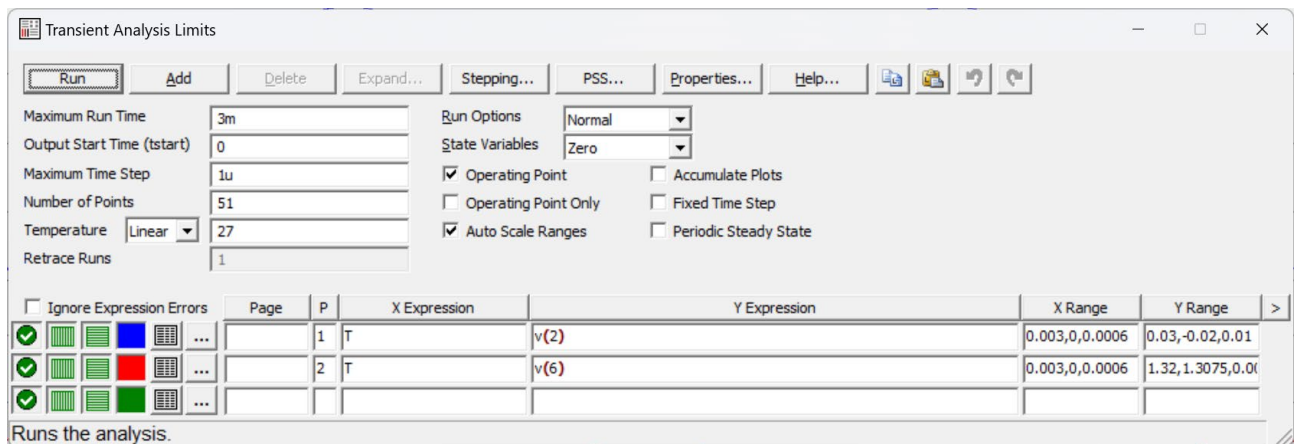 Transient Analysis Limits
Run Add Delete Expand... Stepping... PSS... Properties... Help...
Maximum Run Time 3m Run Options Normal
Output Start Time (tstart) 0 State Variables Zero
Maximum Time Step 1u Operating Point Accumulate Plots
Number of Points 51 Operating Point Only Fixed Time Step
Temperature Linear 27 Auto Scale Ranges Periodic Steady State
Retrace Runs 1
Ignore Expression Errors Page P X Expression Y Expression X Range Y Range >
... 1 T v(2) 0.003,0,0.0006 0.03,-0.02,0.01
... 2 T v(6) 0.003,0,0.0006 1.32,1.3075,0.00
...
Runs the analysis.